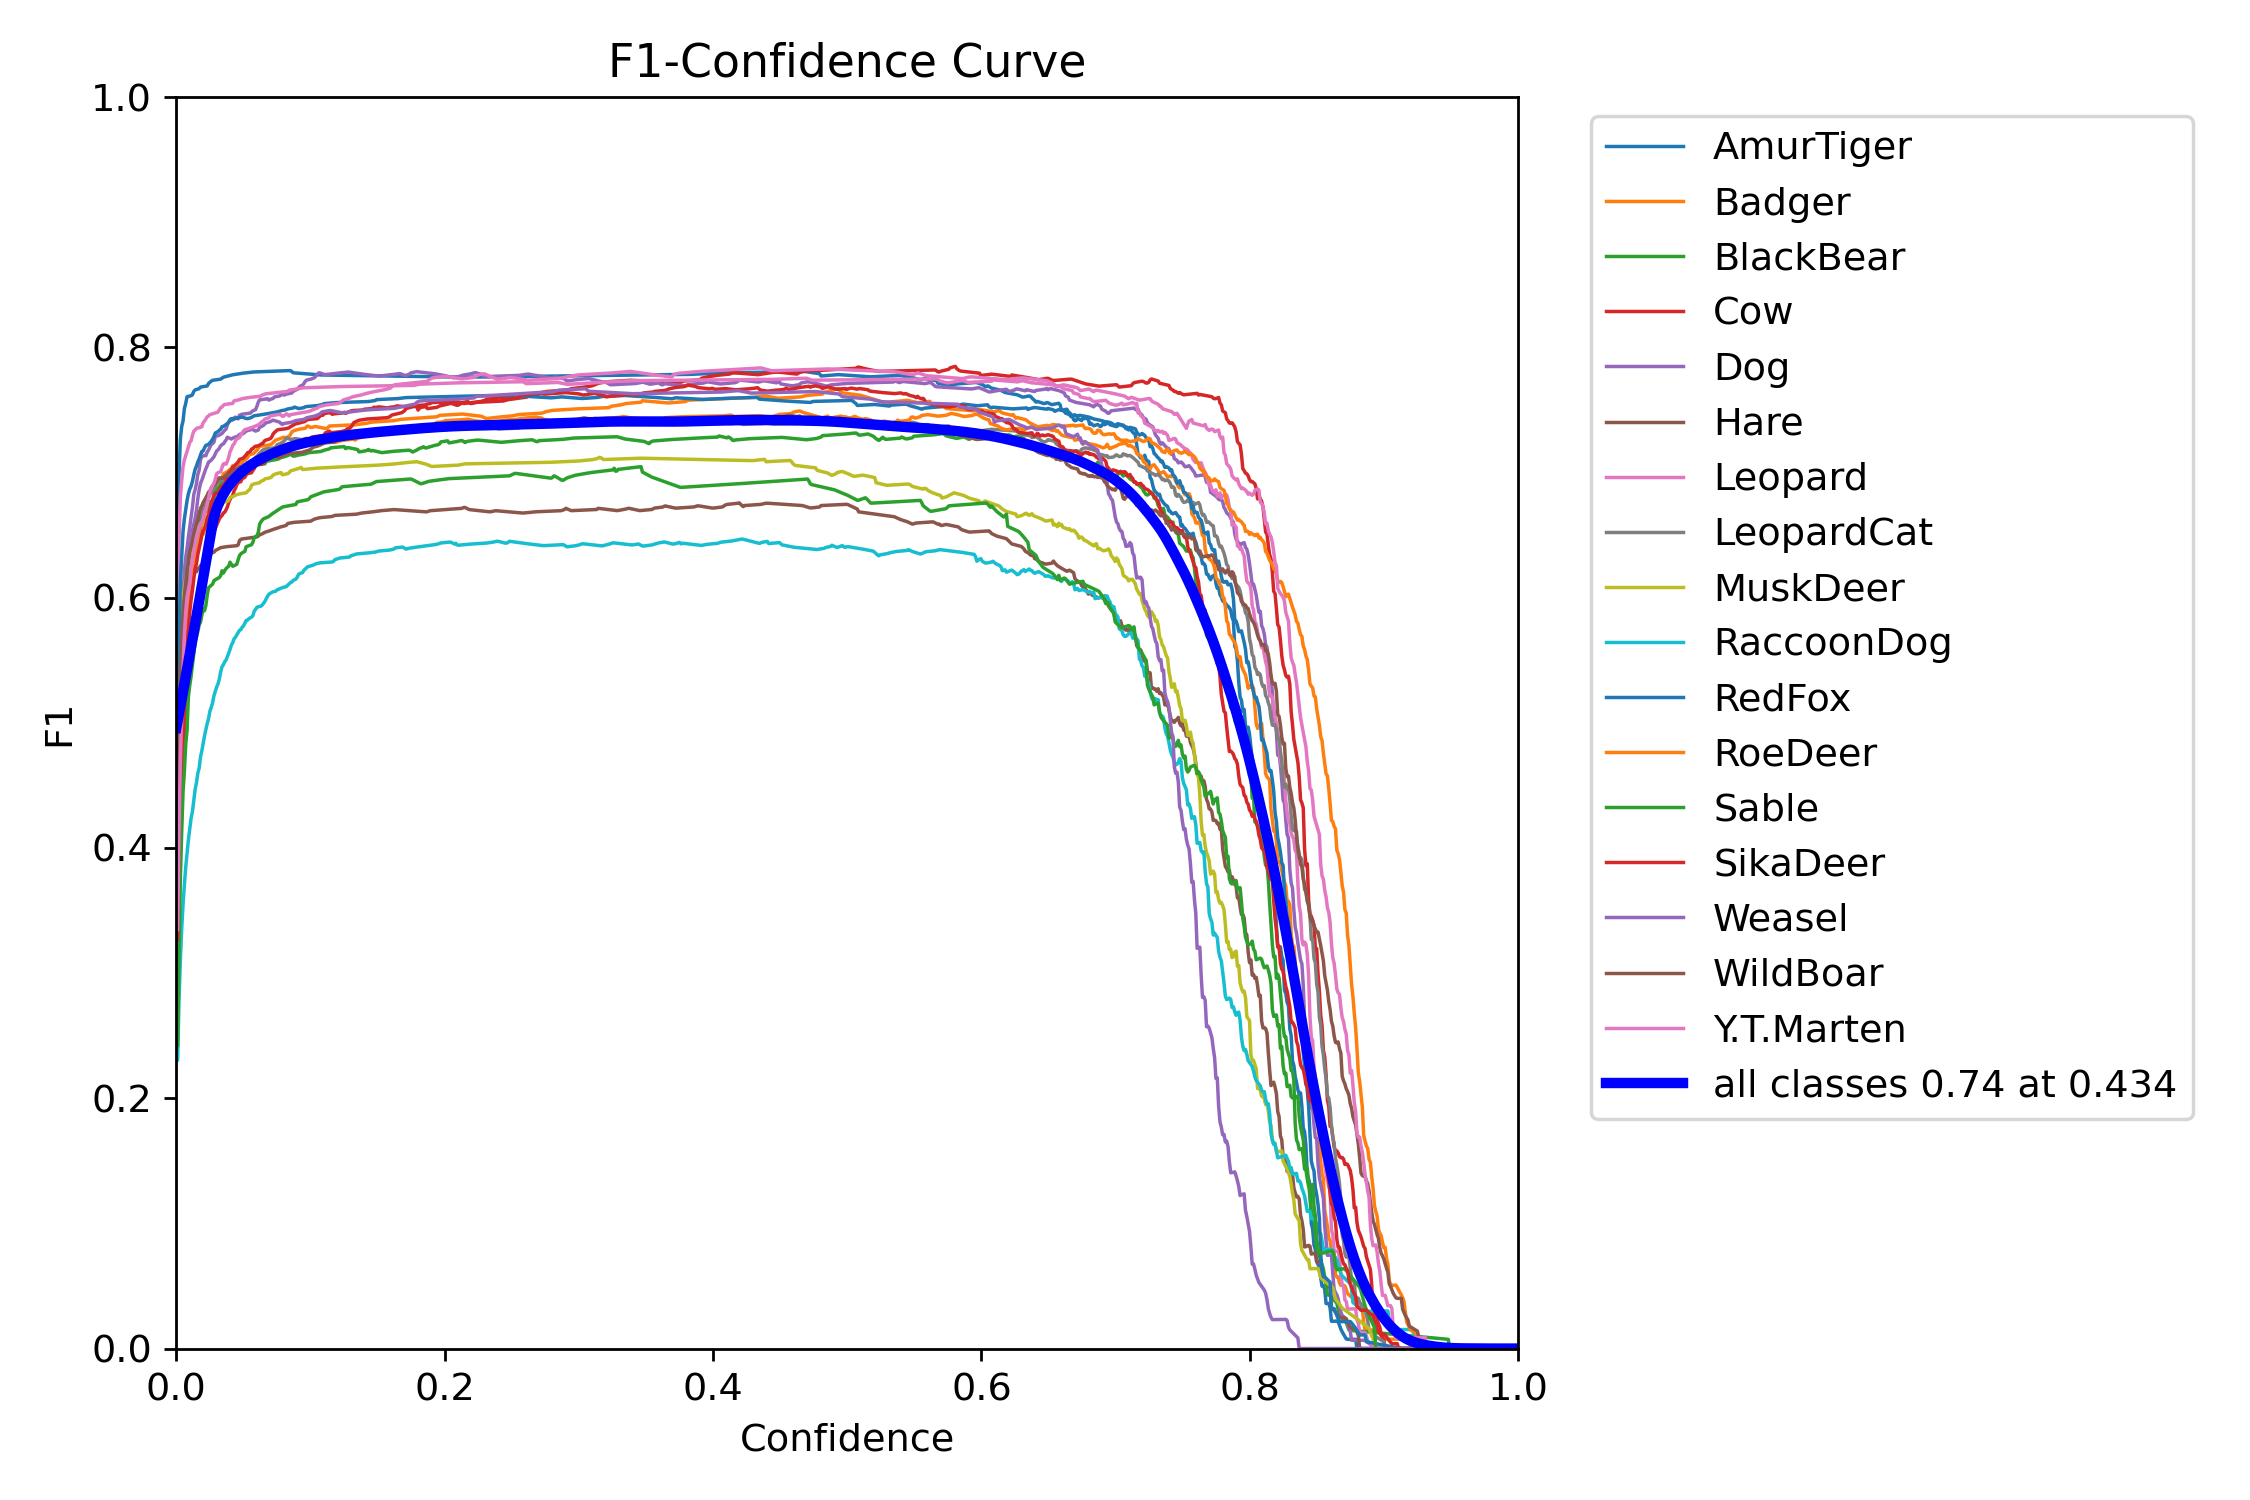 F1-Confidence Curve
1.0
0.8
0.6
0.4
0.2
0.0
F1
0.0 0.2 0.4 0.6 0.8 1.0
Confidence
AmurTiger
Badger
BlackBear
Cow
Dog
Hare
Leopard
LeopardCat
MuskDeer
RaccoonDog
RedFox
RoeDeer
Sable
SikaDeer
Weasel
WildBoar
Y.T.Marten
all classes 0.74 at 0.434